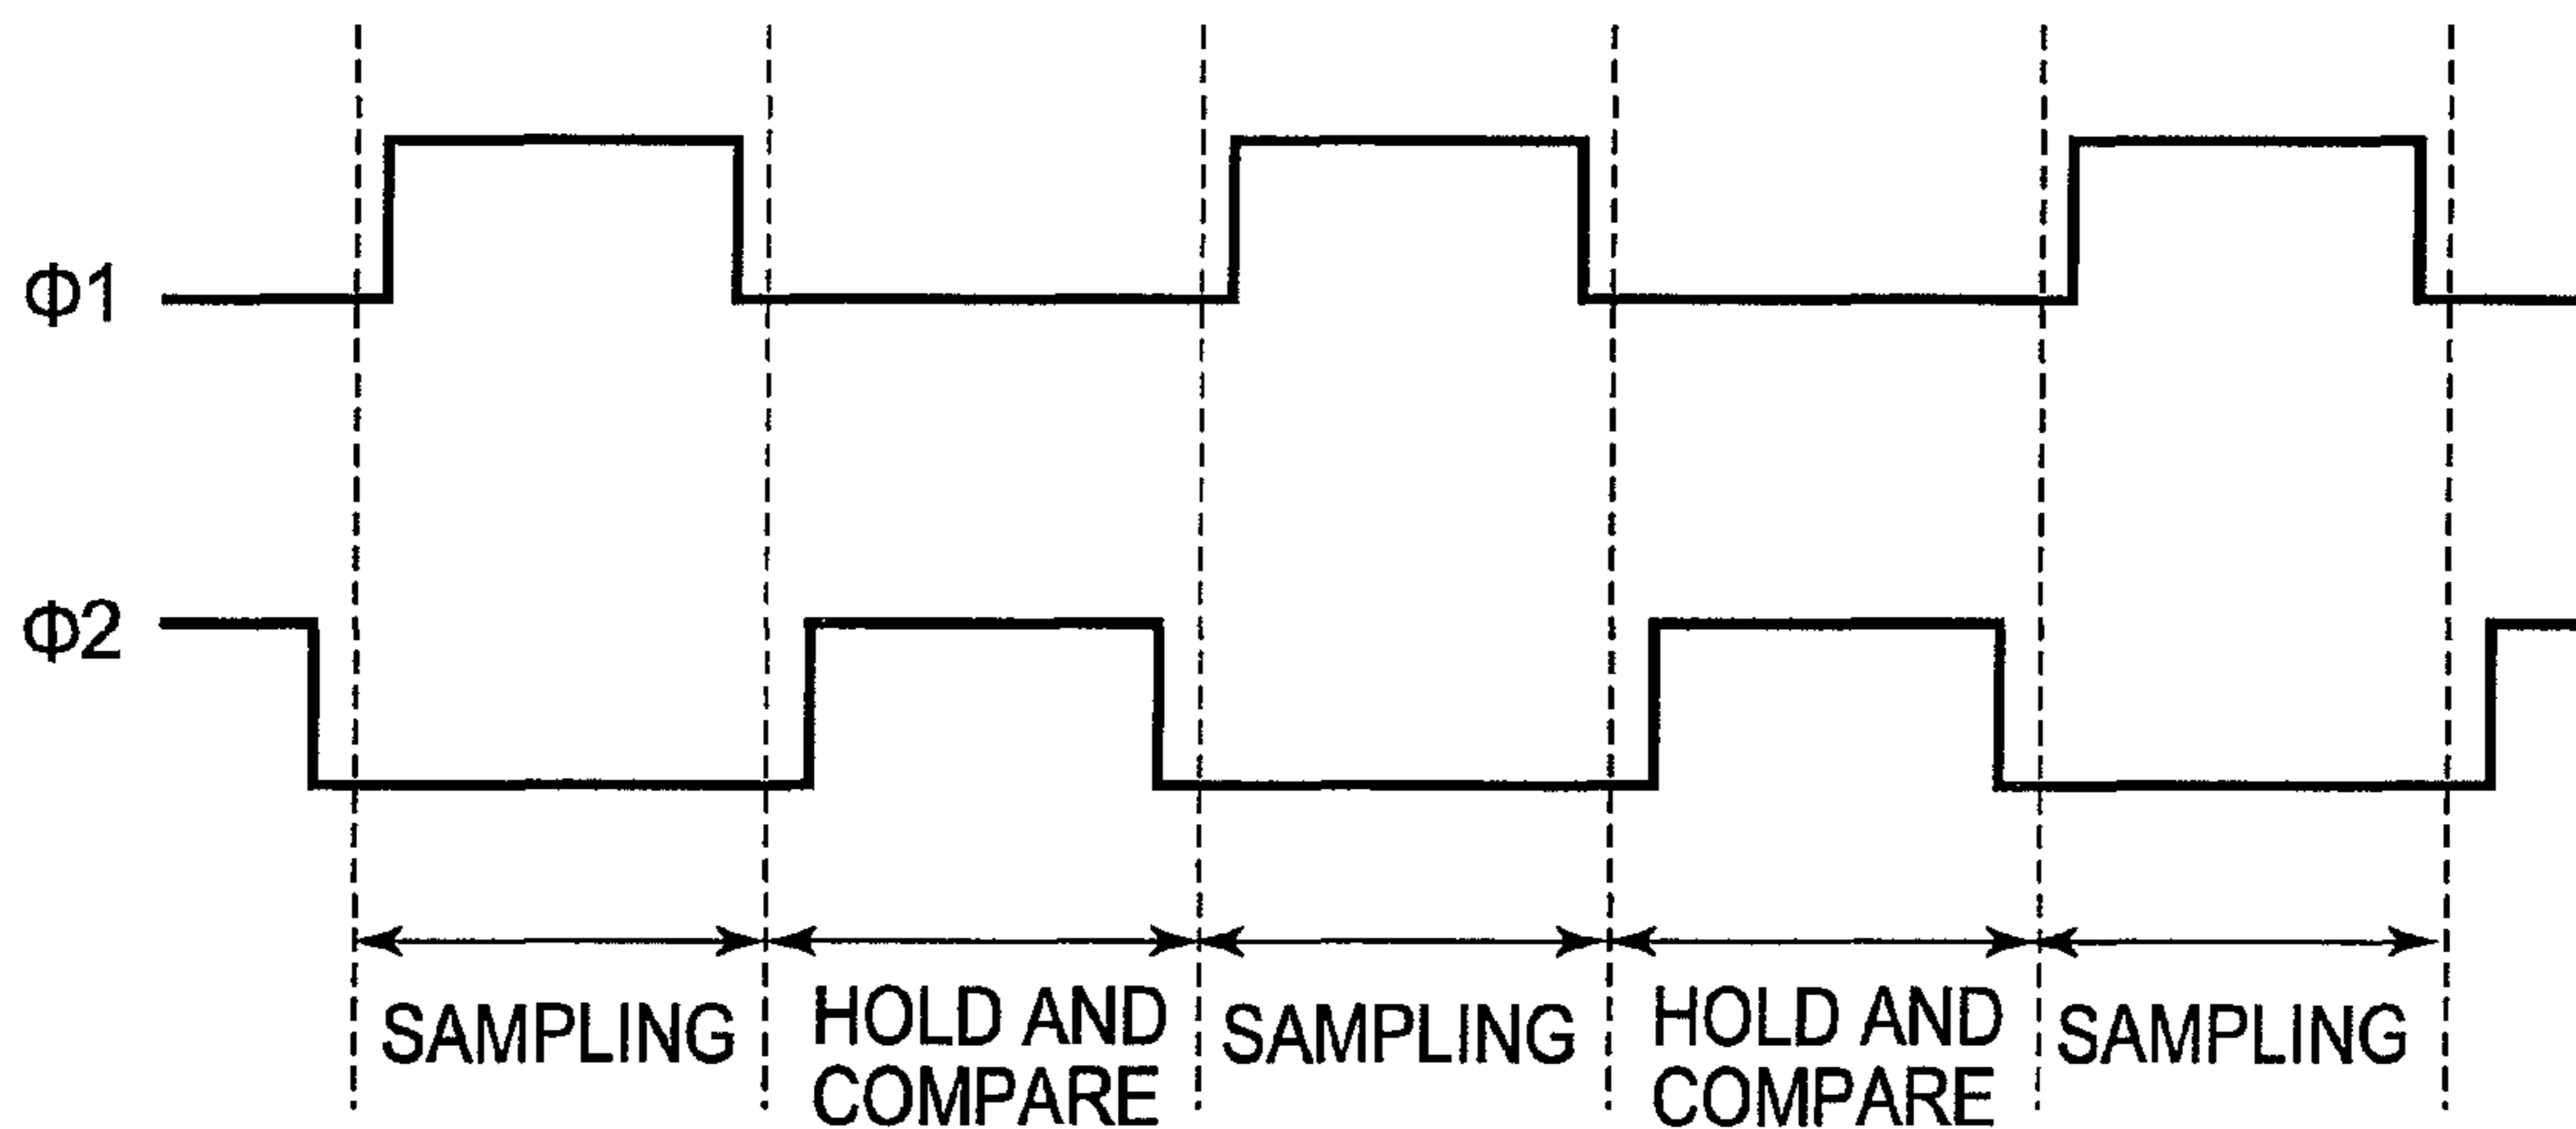 Φ1
Φ2
SAMPLING
HOLD AND
COMPARE
SAMPLING
HOLD AND
COMPARE
SAMPLING